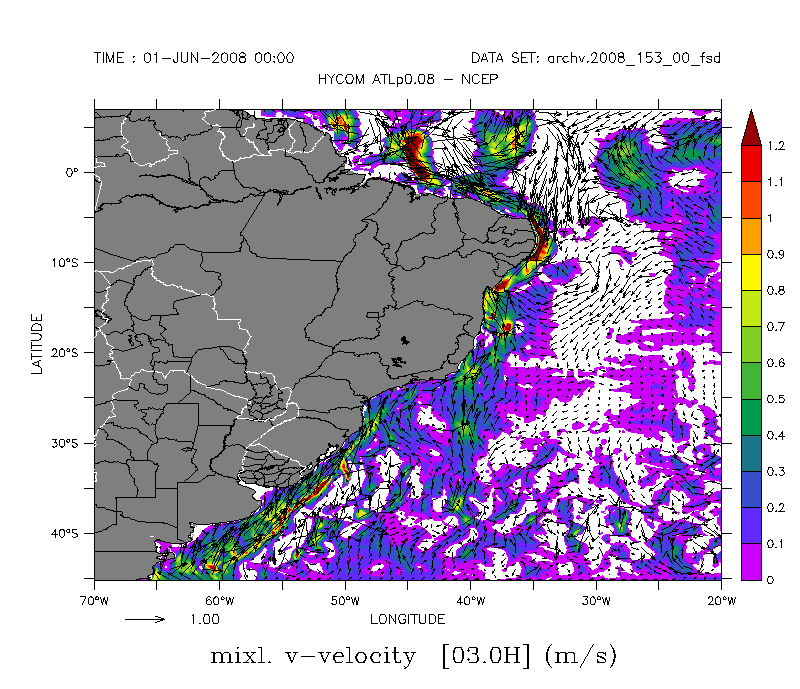 TIME : 01-JUN-2008 00:00 DATA SET: archv.2008_153_00_fsd
HYCOM ATLp0.08 - NCEP
1.2
1.1
1
0.9
0.8
0.7
0.6
0.5
0.4
0.3
0.2
0.1
0
0°
10°S
20°S
30°S
40°S
LATITUDE
70°W 60°W 50°W 40°W 30°W 20°W
1.00 LONGITUDE
mixl. v-velocity [03.0H] (m/s)